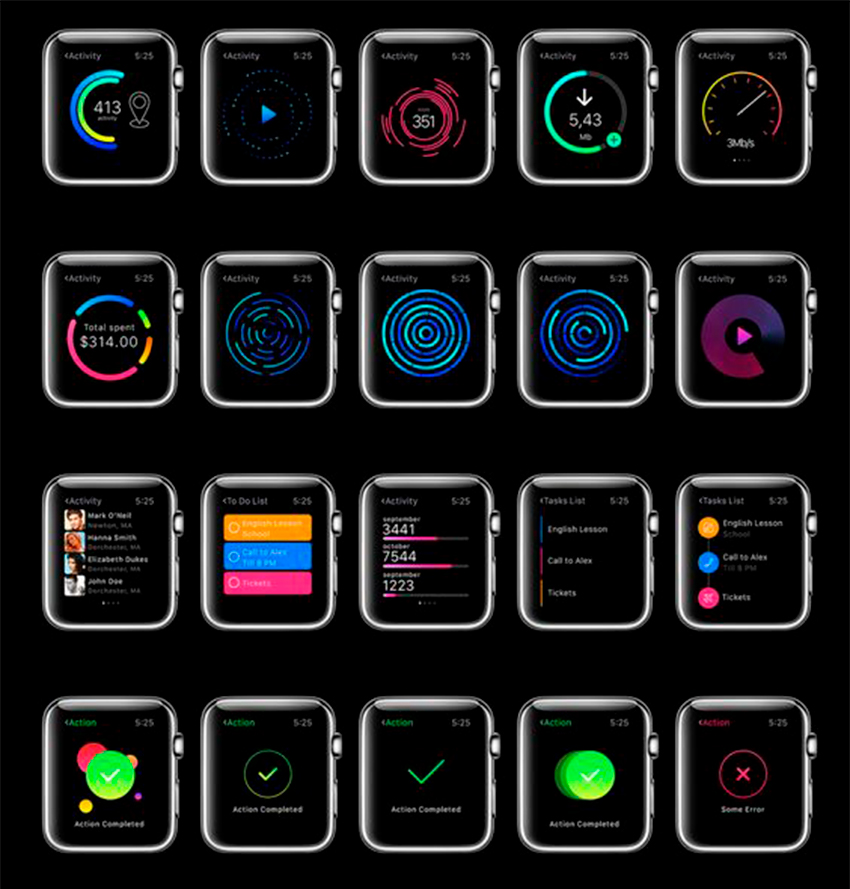 ‹Activity 5:25
413
activity
‹Activity 5:25
‹Activity 5:25
351
‹Activity 5:25
5,43
Mb
‹Activity 5:25
3Mb/s
‹Activity 5:25
Total spent
$314.00
‹Activity 5:25
‹Activity 5:25
‹Activity 5:25
‹Activity 5:25
‹Activity 5:25
Mark O'Neil
Newton, MA
Hanna Smith
Dorchester, MA
Elizabeth Dukes
Dorchester, MA
John Doe
Dorchester, MA
‹To Do List 5:25
English Lesson
School
Call to Alex
Till 8 PM
Tickets
‹Activity 5:25
september
3441
october
7544
september
1223
‹Tasks List 5:25
English Lesson
Call to Alex
Tickets
‹Tasks List 5:25
English Lesson
School
Call to Alex
Till 8 PM
Tickets
‹Action 5:25
Action Completed
‹Action 5:25
Action Completed
‹Action 5:25
Action Completed
‹Action 5:25
Action Completed
‹Action 5:25
Some Error